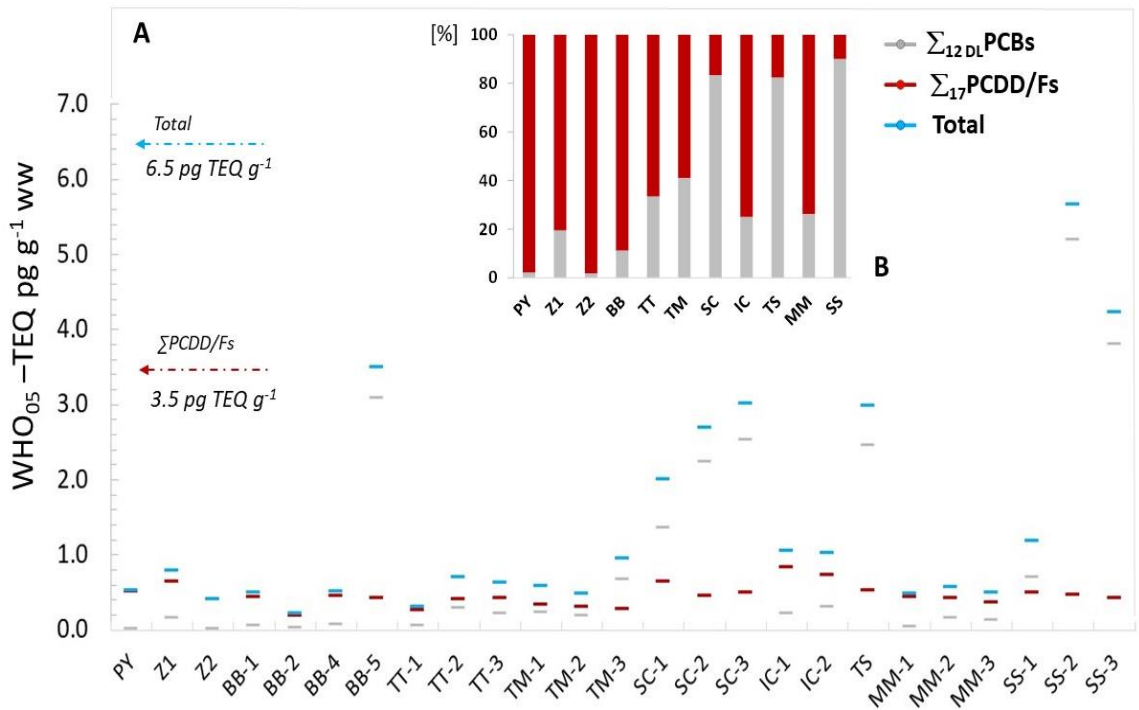 A
[%]
100
80
60
40
20
0
PY Z1 Z2 BB TT TM SC IC TS MM SS
B
∑12 DL PCBs
∑17PCDD/Fs
Total
WHO05 –TEQ pg g-1 ww
7.0
6.0
5.0
4.0
3.0
2.0
1.0
0.0
Total
6.5 pg TEQ g-1
∑PCDD/Fs
3.5 pg TEQ g-1
PY Z1 Z2 BB-1 BB-2 BB-4 BB-5 TT-1 TT-2 TT-3 TM-1 TM-2 TM-3 SC-1 SC-2 SC-3 IC-1 IC-2 TS MM-1 MM-2 MM-3 SS-1 SS-2 SS-3